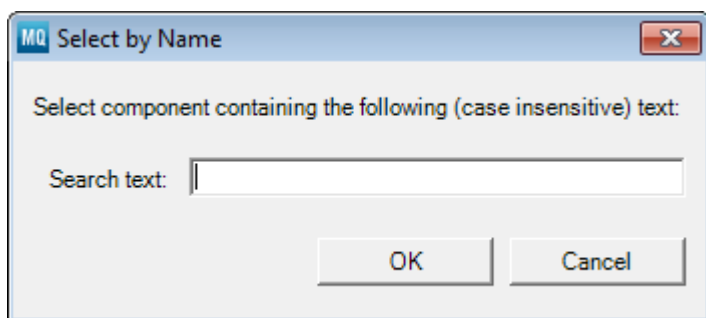 MQ Select by Name
Select component containing the following (case insensitive) text:
Search text:
OK Cancel